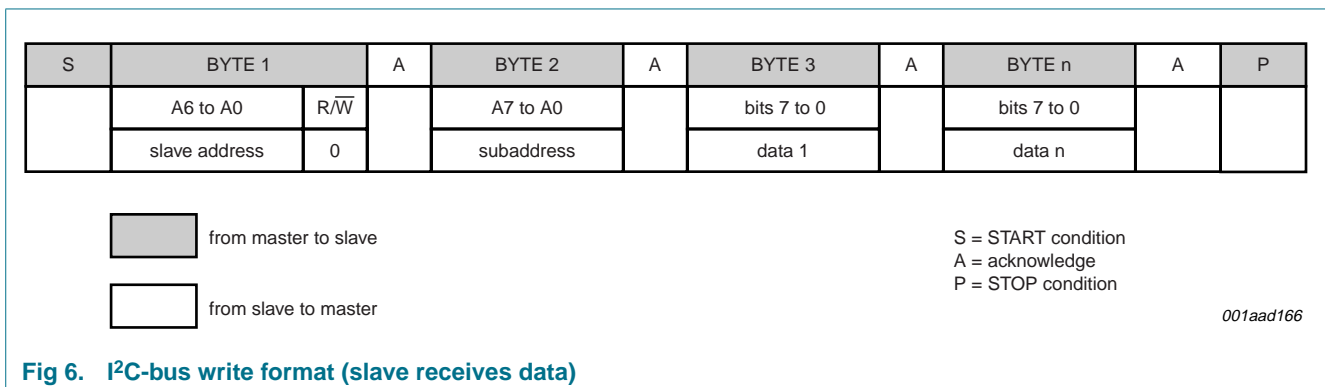 S BYTE 1 A BYTE 2 A BYTE 3 A BYTE n A P
A6 to A0 R/W̅ A7 to A0 bits 7 to 0 bits 7 to 0
slave address 0 subaddress data 1 data n
from master to slave
from slave to master
S = START condition
A = acknowledge
P = STOP condition
001aad166
Fig 6. I²C-bus write format (slave receives data)